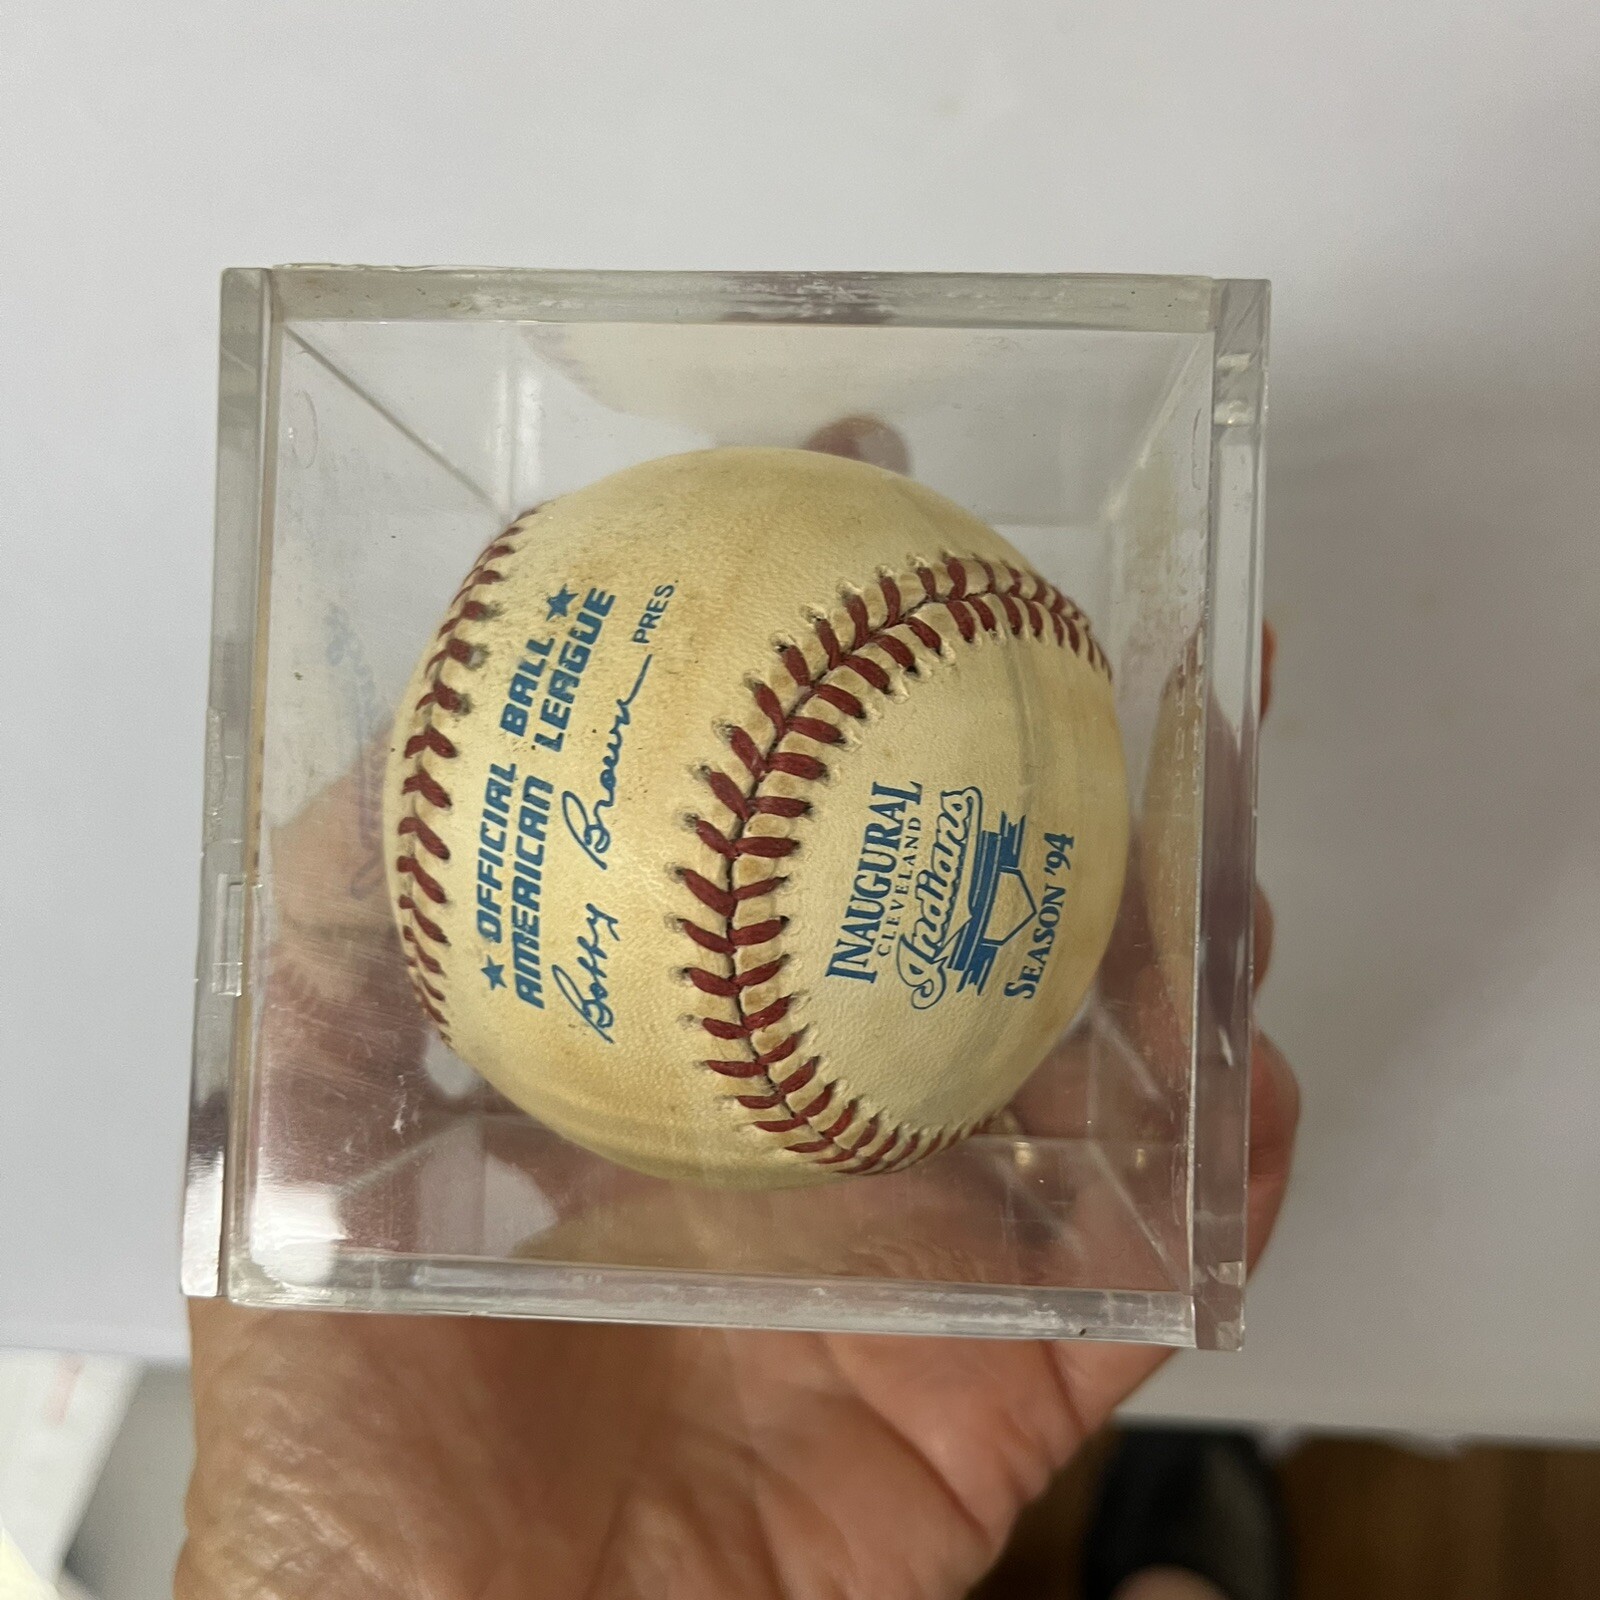 ★ OFFICIAL BALL ★
AMERICAN LEAGUE
Bobby Brown PRES.
INAUGURAL
CLEVELAND
Indians
SEASON '94